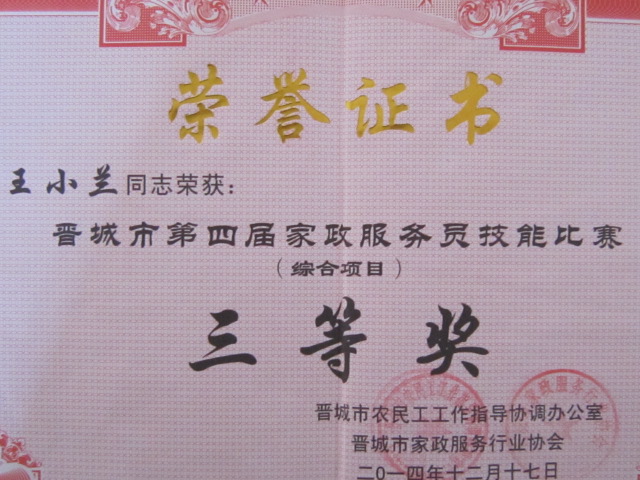 荣誉证书
王小兰同志荣获：
晋城市第四届家政服务员技能比赛
（综合项目）
三等奖
晋城市农民工工作指导协调办公室
晋城市家政服务行业协会
二〇一四年十二月十七日